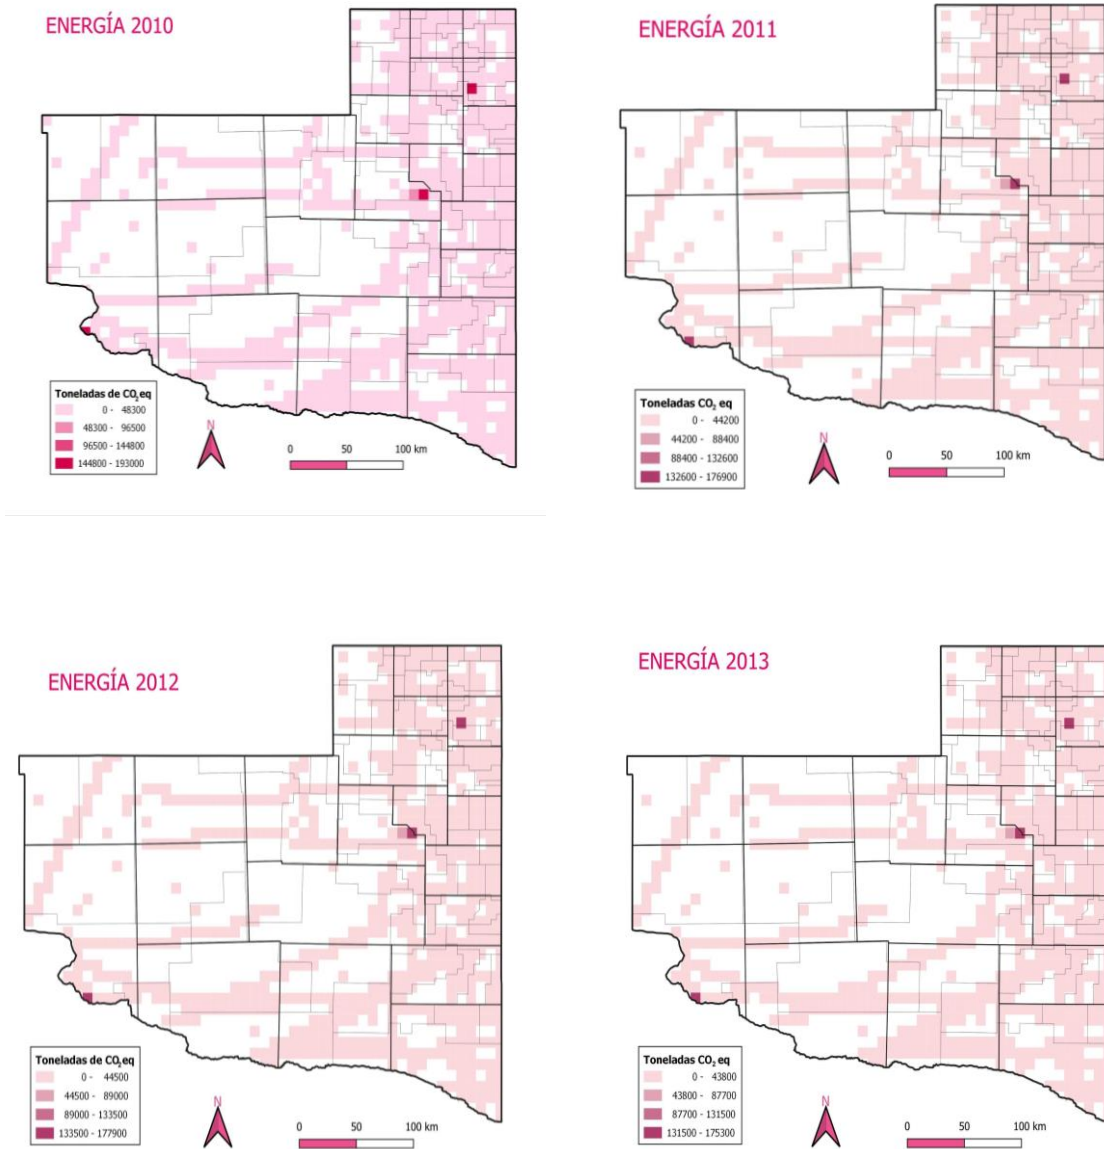 ENERGÍA 2010
Toneladas de CO₂eq
0 - 48300
48300 - 96500
96500 - 144800
144800 - 193000
N
0 50 100 km
ENERGÍA 2011
Toneladas CO₂ eq
0 - 44200
44200 - 88400
88400 - 132600
132600 - 176900
N
0 50 100 km
ENERGÍA 2012
Toneladas de CO₂eq
0 - 44500
44500 - 89000
89000 - 133500
133500 - 177900
N
0 50 100 km
ENERGÍA 2013
Toneladas CO₂ eq
0 - 43800
43800 - 87700
87700 - 131500
131500 - 175300
N
0 50 100 km